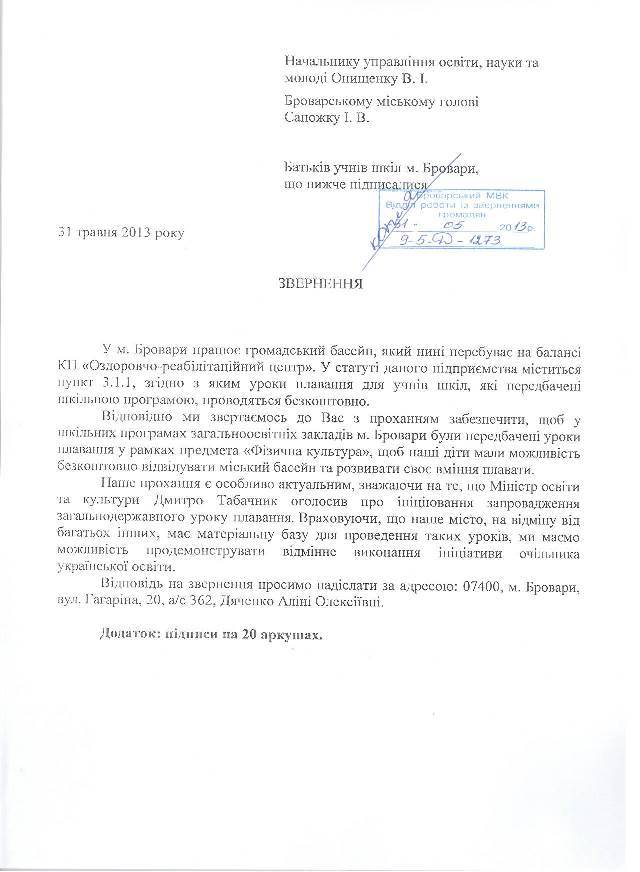 Начальнику управління освіти, науки та
молоді Онищенку В. І.
Броварському міському голові
Сапожку І. В.
Батьків учнів шкіл м. Бровари,
що нижче підписалися
Броварський МВК
Відділ роботи із зверненнями
громадян
31 - 05 2013р.
9-5-ФД - 1273
копія
31 травня 2013 року
ЗВЕРНЕННЯ
У м. Бровари працює громадський басейн, який нині перебуває на балансі
КП «Оздоровчо-реабілітаційний центр». У статуті даного підприємства міститься
пункт 3.1.1, згідно з яким уроки плавання для учнів шкіл, які передбачені
шкільною програмою, проводяться безкоштовно.
Відповідно ми звертаємось до Вас з проханням забезпечити, щоб у
шкільних програмах загальноосвітніх закладів м. Бровари були передбачені уроки
плавання у рамках предмета «Фізична культура», щоб наші діти мали можливість
безкоштовно відвідувати міський басейн та розвивати своє вміння плавати.
Наше прохання є особливо актуальним, зважаючи на те, що Міністр освіти
та культури Дмитро Табачник оголосив про ініціювання запровадження
загальнодержавного уроку плавання. Враховуючи, що наше місто, на відміну від
багатьох інших, має матеріальну базу для проведення таких уроків, ми маємо
можливість продемонструвати відмінне виконання ініціативи очільника
української освіти.
Відповідь на звернення просимо надіслати за адресою: 07400, м. Бровари,
вул. Гагаріна, 20, а/с 362, Дяченко Аліні Олексіївні.
Додаток: підписи на 20 аркушах.